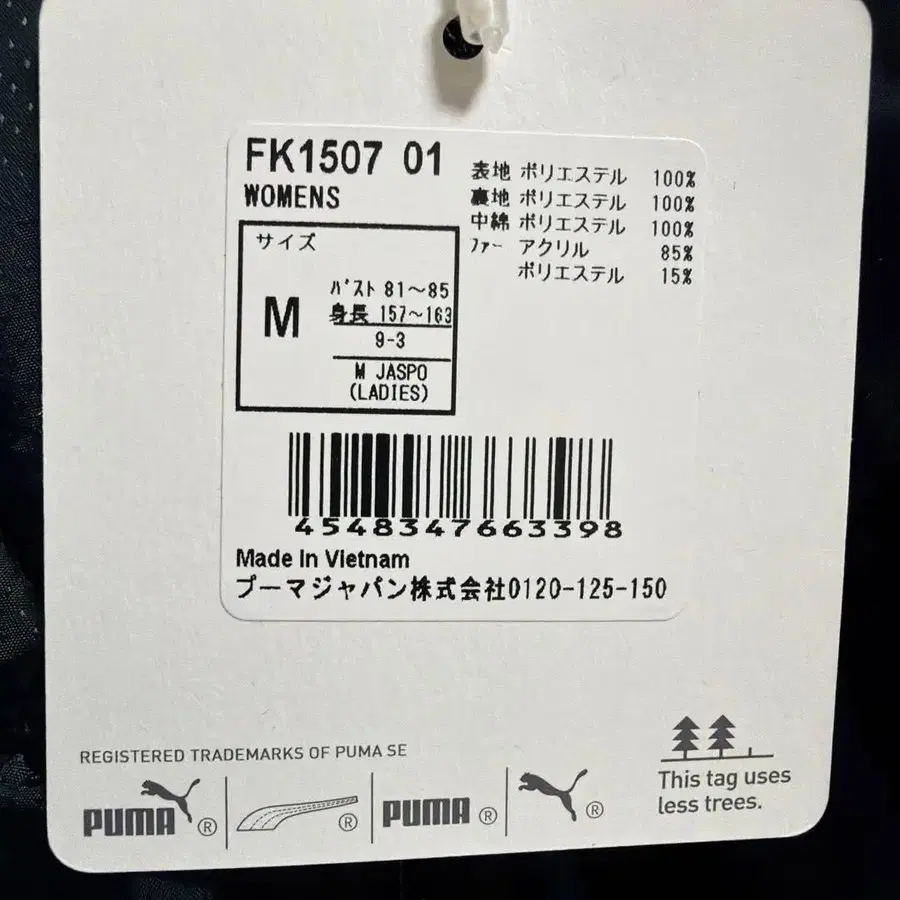 FK1507 01
WOMENS
サイズ
M
バスト 81～85
身長 157～163
9-3
M JASPO
(LADIES)
表地 ポリエステル 100%
裏地 ポリエステル 100%
中綿 ポリエステル 100%
ファー アクリル 85%
ポリエステル 15%
4548347663398
Made In Vietnam
プーマジャパン株式会社0120-125-150
REGISTERED TRADEMARKS OF PUMA SE
PUMA ® ® PUMA ® ®
This tag uses
less trees.